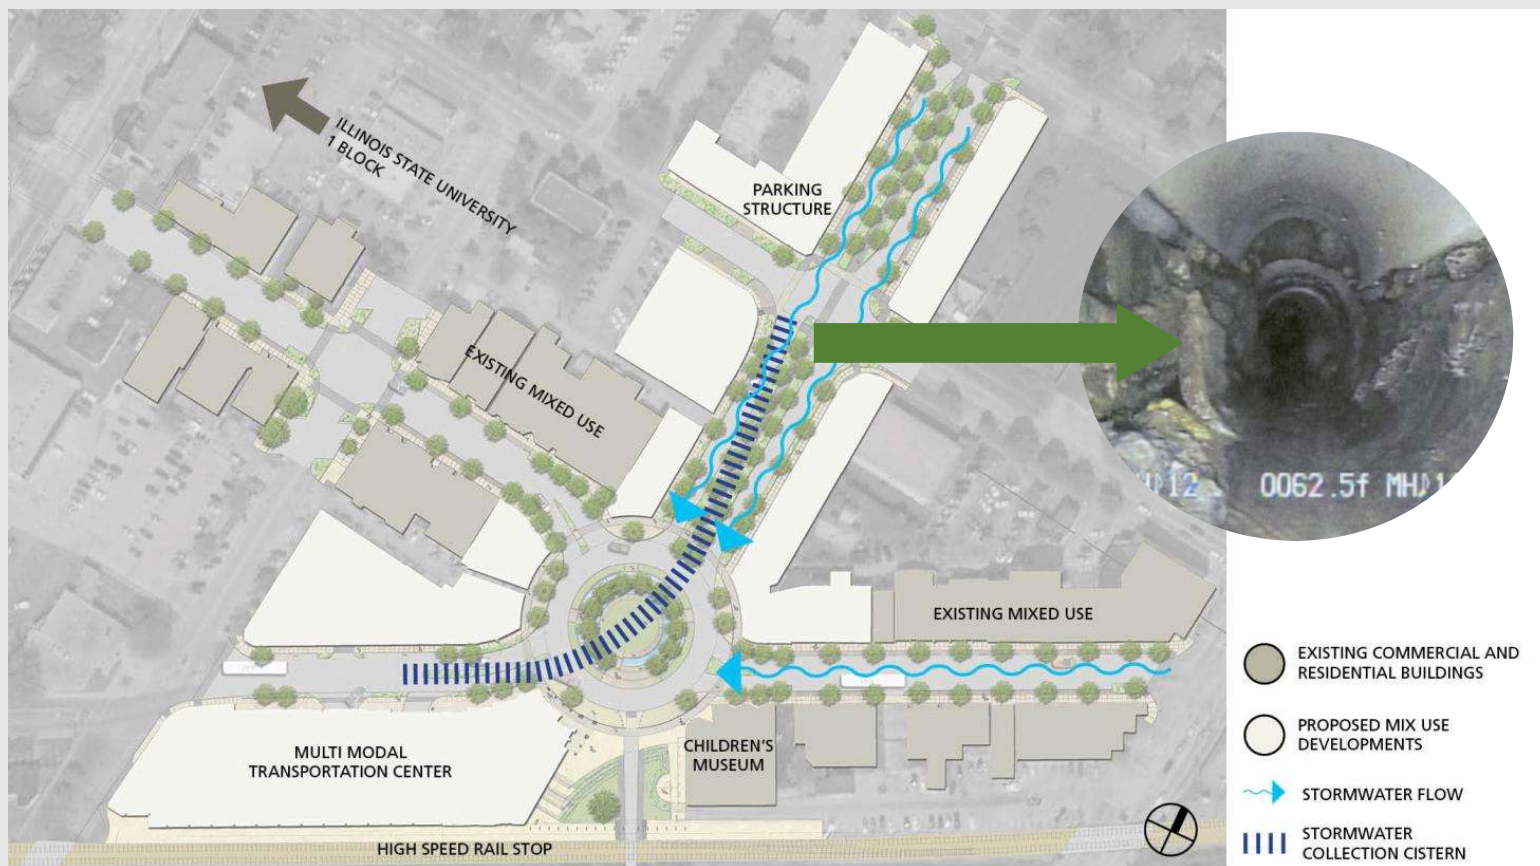 ILLINOIS STATE UNIVERSITY
1 BLOCK
PARKING
STRUCTURE
EXISTING MIXED USE
0062.5f MH
EXISTING MIXED USE
EXISTING COMMERCIAL AND
RESIDENTIAL BUILDINGS
PROPOSED MIX USE
DEVELOPMENTS
MULTI MODAL
TRANSPORTATION CENTER
CHILDREN'S
MUSEUM
STORMWATER FLOW
STORMWATER
COLLECTION CISTERN
HIGH SPEED RAIL STOP